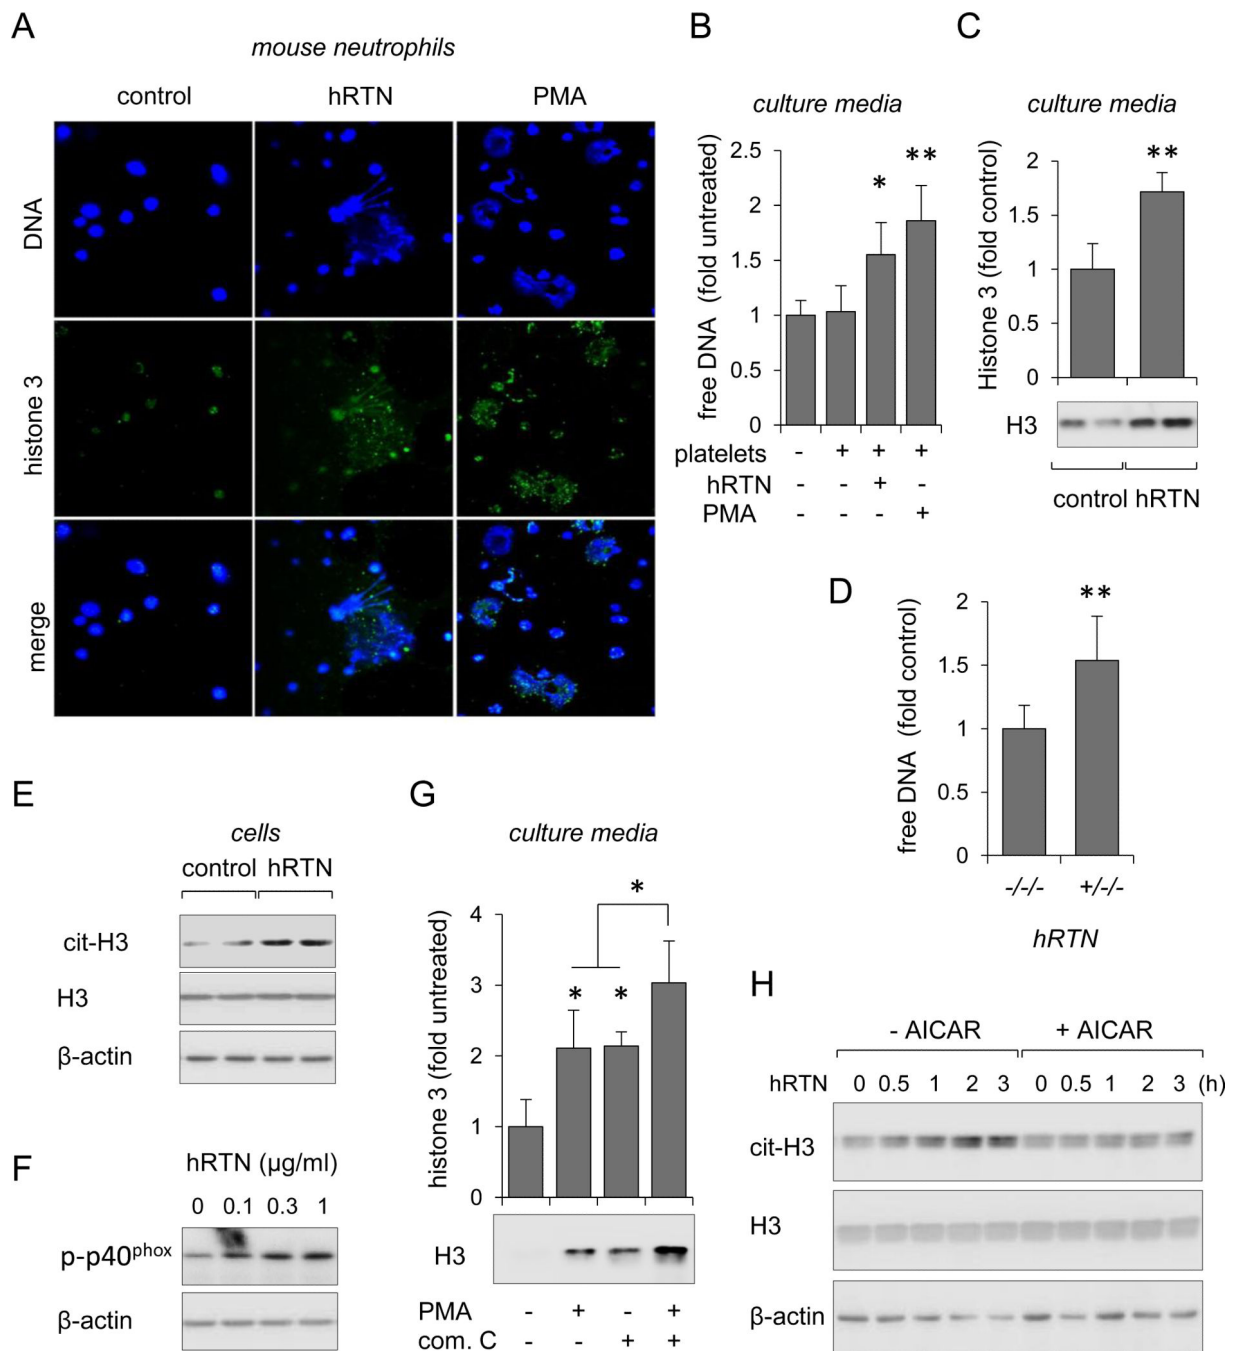 A
mouse neutrophils
control hRTN PMA
DNA
histone 3
merge
B
culture media
free DNA (fold untreated)
2.5
2
1.5
1
0.5
0
platelets - + + +
hRTN - - + -
PMA - - - +
* **
C
culture media
Histone 3 (fold control)
2
1.5
1
0.5
0
**
H3
control hRTN
D
free DNA (fold control)
2
1.5
1
0.5
0
**
-/-/- +/-/-
hRTN
E
cells
control hRTN
cit-H3
H3
β-actin
F
hRTN (µg/ml)
0 0.1 0.3 1
p-p40phox
β-actin
G
culture media
histone 3 (fold untreated)
4
3
2
1
0
*
* *
H3
PMA - + - +
com. C - - + +
H
- AICAR + AICAR
hRTN 0 0.5 1 2 3 0 0.5 1 2 3 (h)
cit-H3
H3
β-actin